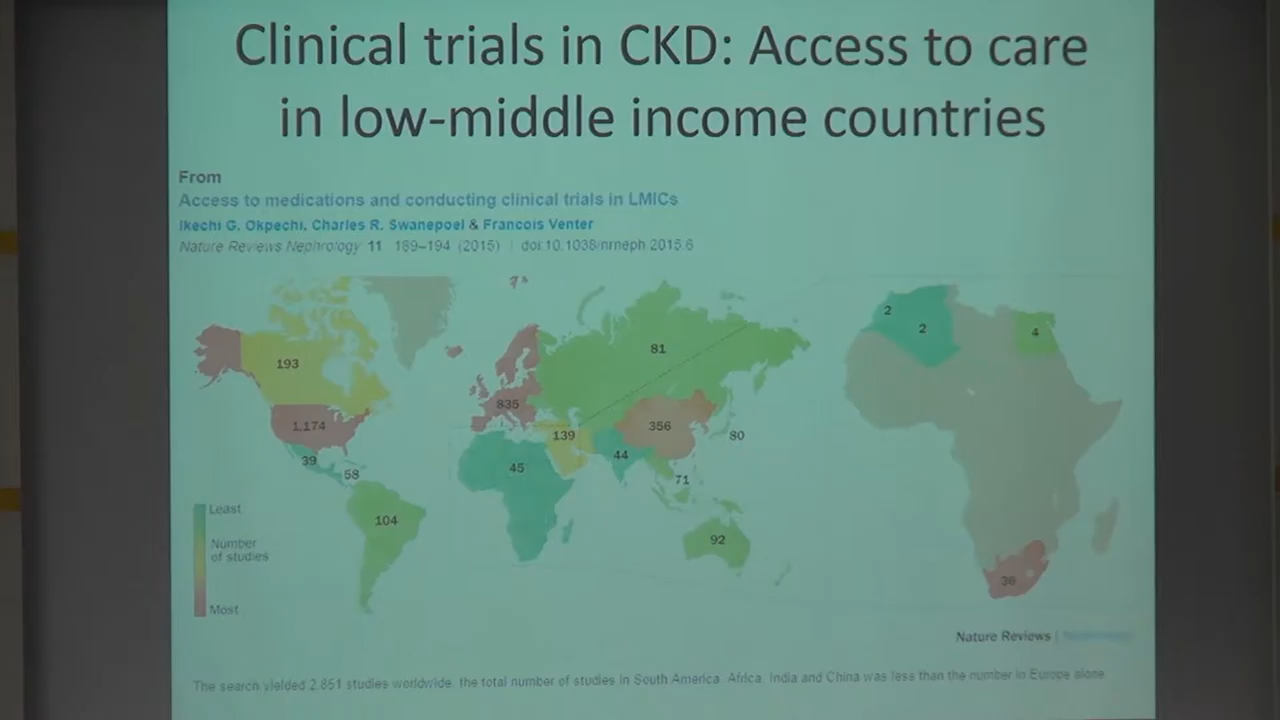 Clinical trials in CKD: Access to care
in low-middle income countries
From
Access to medications and conducting clinical trials in LMICs
Ikechi G. Okpechi, Charles R. Swanepoel & Francois Venter
Nature Reviews Nephrology 11 189–194 (2015) | doi:10.1038/nrneph.2015.6
193
1,174
39
58
104
835
81
139
356
44
80
71
45
92
2
2
4
36
Least
Number
of studies
Most
Nature Reviews |
The search yielded 2,851 studies worldwide, the total number of studies in South America, Africa, India and China was less than the number in Europe alone